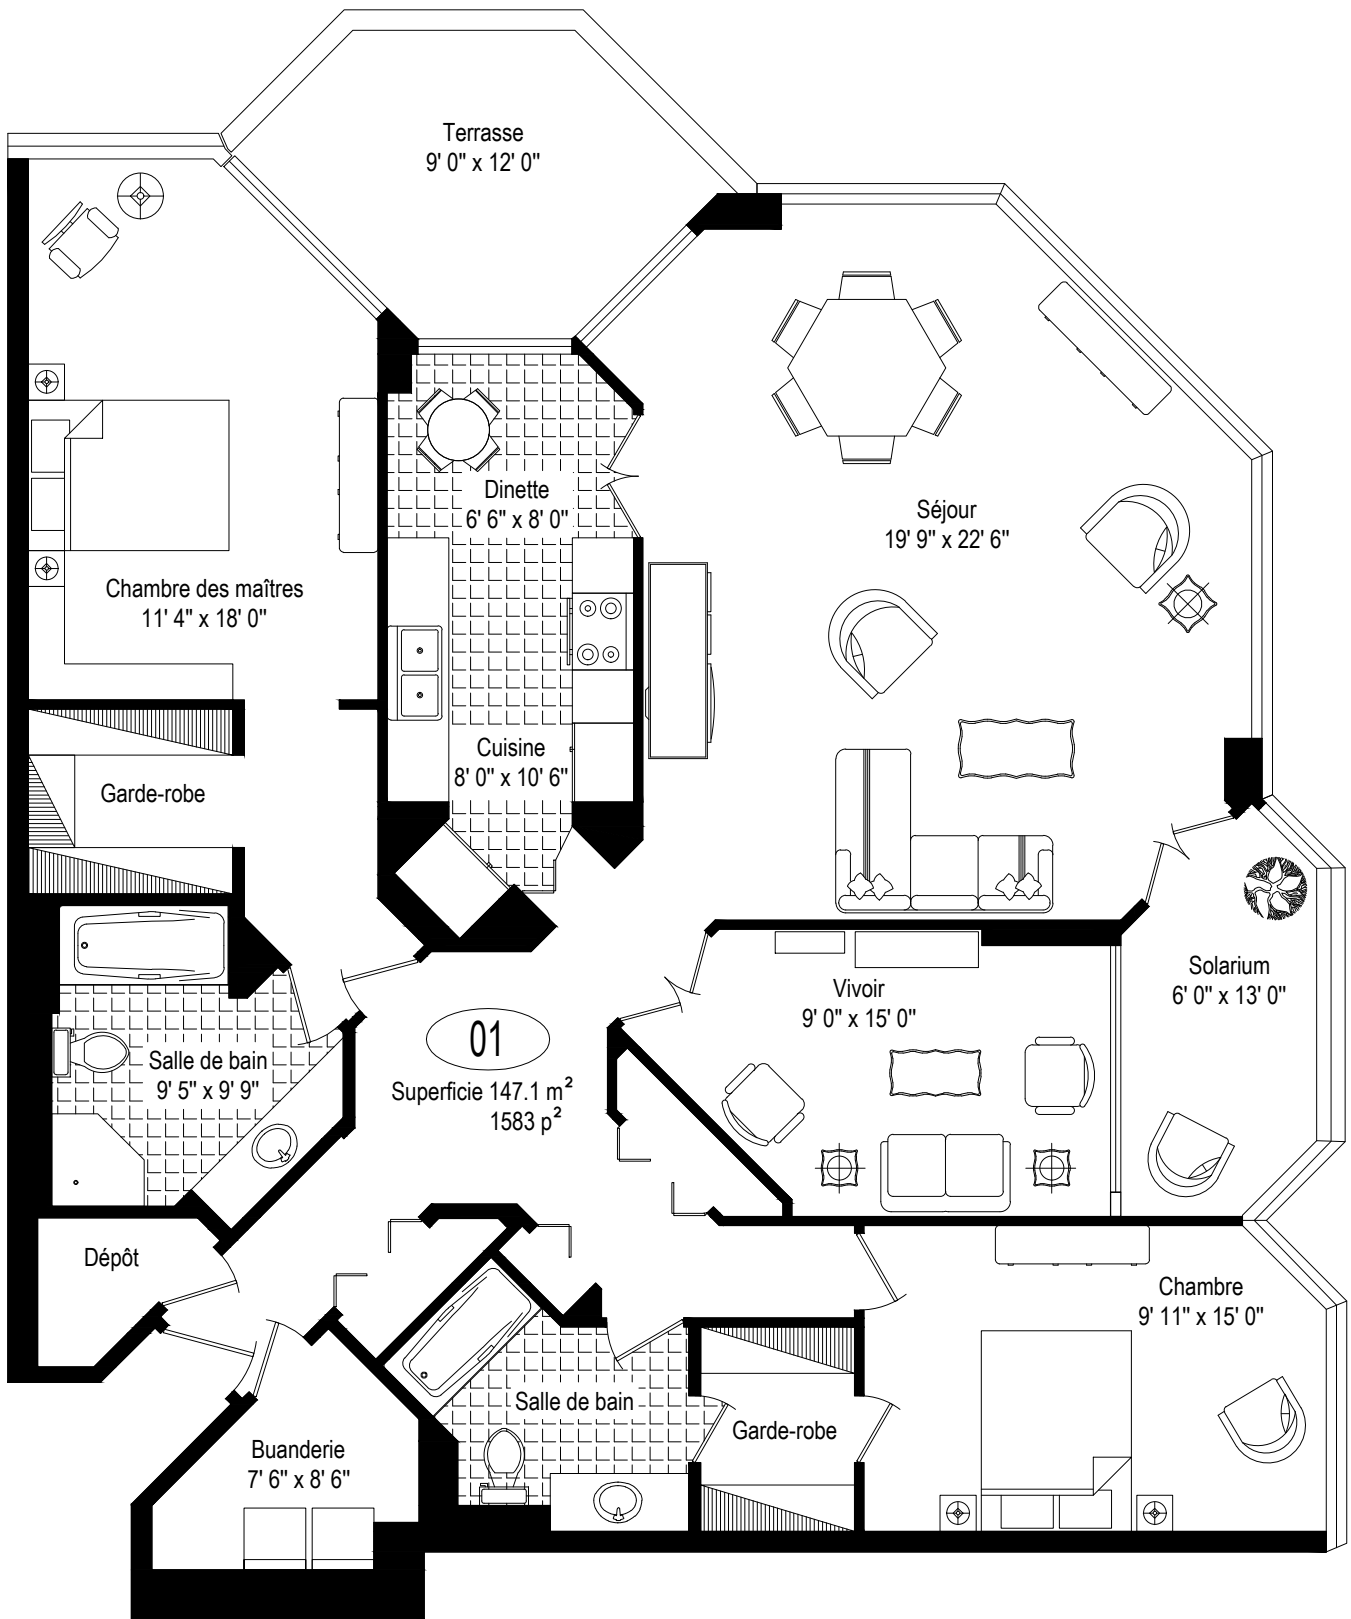 Terrasse
9' 0" x 12' 0"
Dinette
6' 6" x 8' 0"
Séjour
19' 9" x 22' 6"
Chambre des maîtres
11' 4" x 18' 0"
Cuisine
8' 0" x 10' 6"
Garde-robe
Vivoir
9' 0" x 15' 0"
Solarium
6' 0" x 13' 0"
01
Superficie 147.1 m²
1583 p²
Salle de bain
9' 5" x 9' 9"
Dépôt
Chambre
9' 11" x 15' 0"
Salle de bain
Garde-robe
Buanderie
7' 6" x 8' 6"